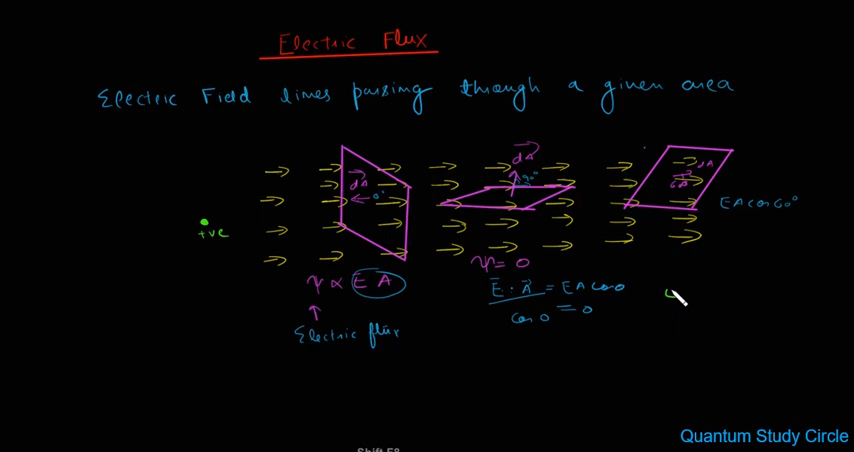 Electric Flux
Electric Field lines passing through a given area
dA
0°
dA
90°
dA
EA cos 60°
+ve
ψ ∝ E A
ψ = 0
E⃗ . A⃗ = EA cos θ
cos 0 = 0
Electric flux
Quantum Study Circle